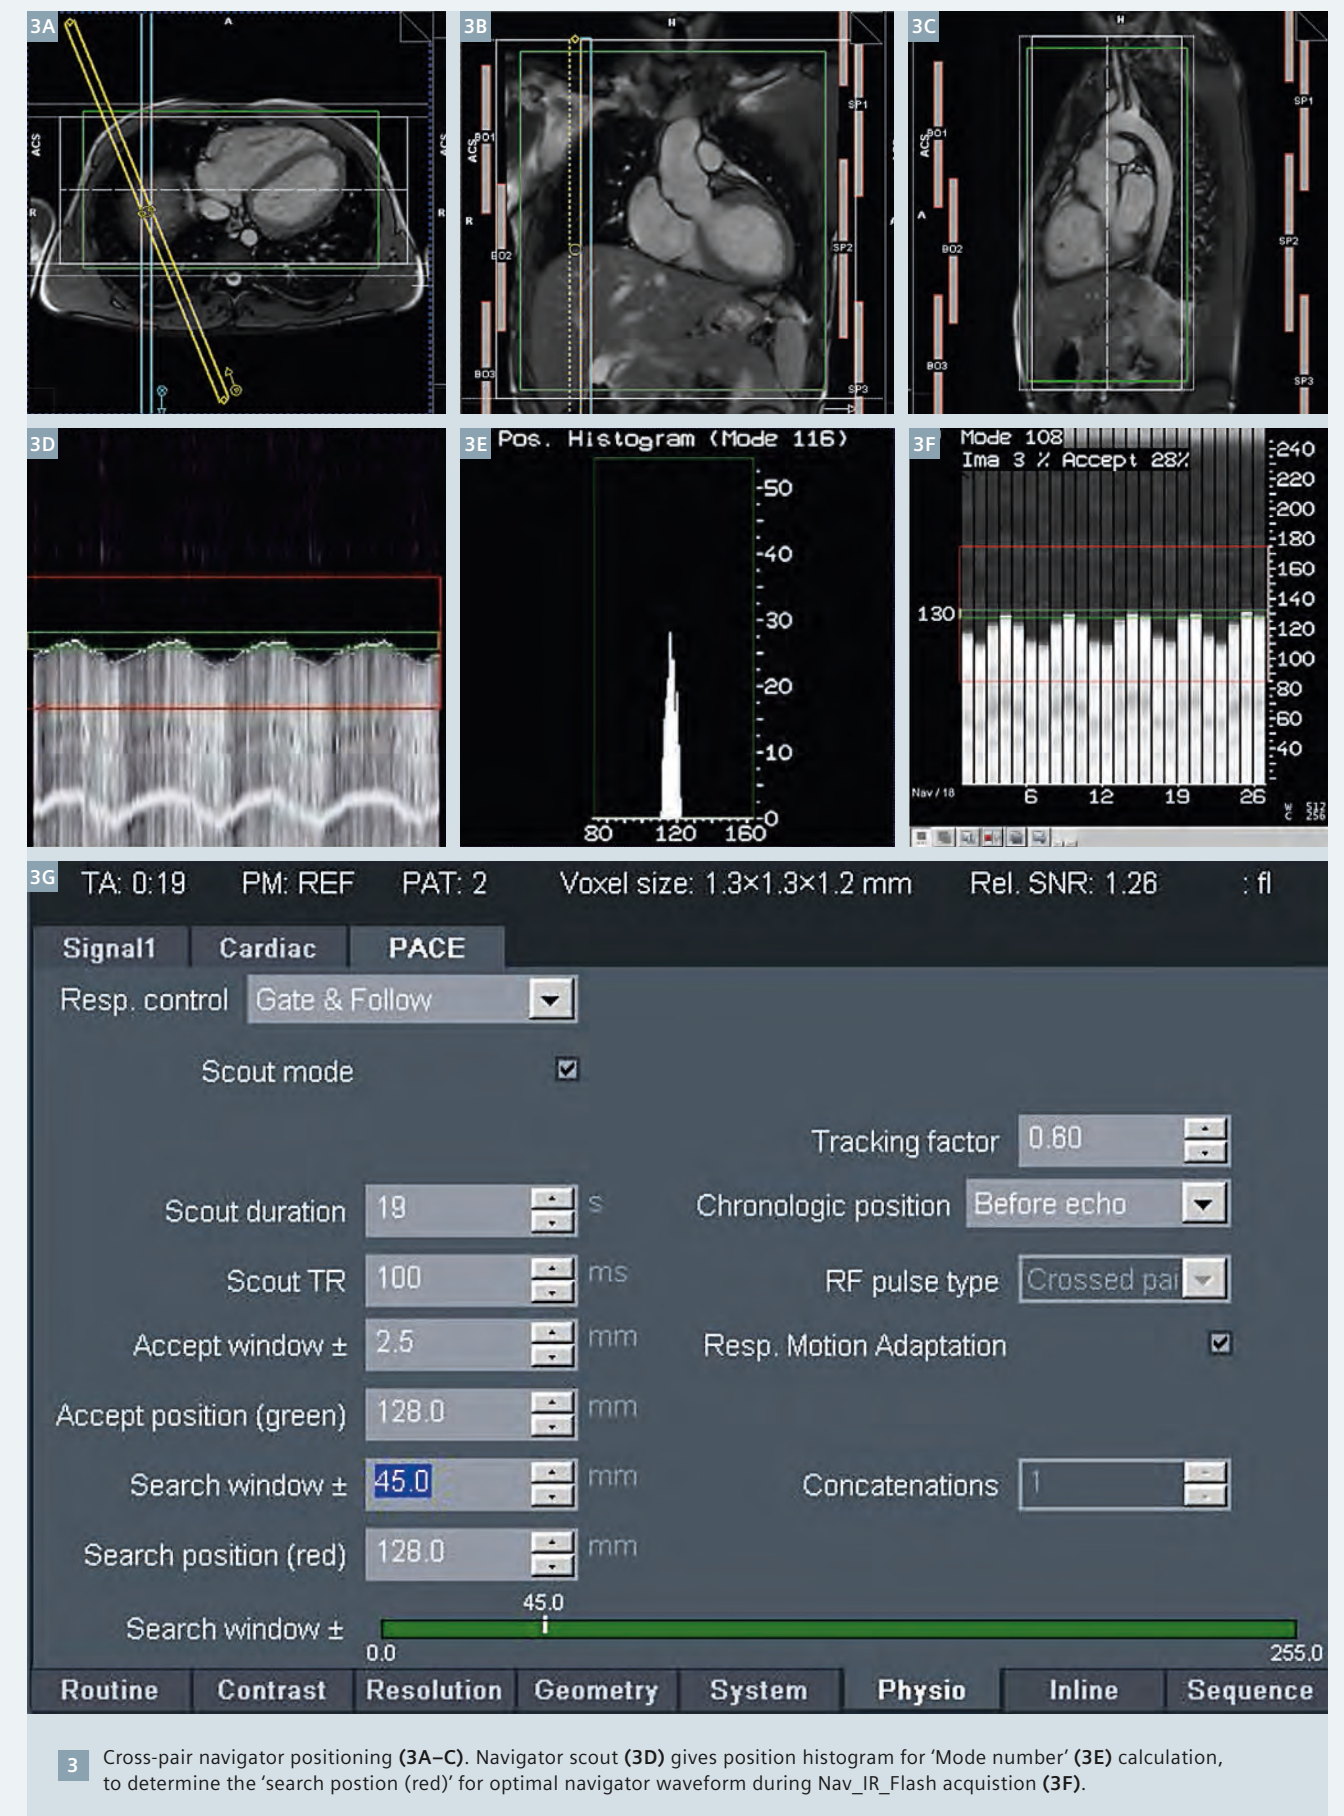 3A
A
ACS
ACS
R
R
3B
H
BO1
ACS
R
BO2
BO3
SP1
SP2
SP3
A
3C
H
BO1
ACS
A
BO2
BO3
SP1
SP2
SP3
3D
3E
Pos. Histogram (Mode 116)
50
40
30
20
10
0
80 120 160
3F
Mode 108
Ima 3 % Accept 28%
240
220
200
180
160
140
120
100
80
60
40
130
Nav / 18
6 12 19 26
W 512
C 256
3G
TA: 0:19 PM: REF PAT: 2 Voxel size: 1.3×1.3×1.2 mm Rel. SNR: 1.26 : fl
Signal1 Cardiac PACE
Resp. control Gate & Follow
Scout mode
Tracking factor 0.60
Scout duration 19 s
Chronologic position Before echo
Scout TR 100 ms
RF pulse type Crossed pai
Accept window ± 2.5 mm
Resp. Motion Adaptation
Accept position (green) 128.0 mm
Search window ± 45.0 mm
Concatenations 1
Search position (red) 128.0 mm
45.0
Search window ±
0.0 255.0
Routine Contrast Resolution Geometry System Physio Inline Sequence
3 Cross-pair navigator positioning (3A–C). Navigator scout (3D) gives position histogram for ‘Mode number’ (3E) calculation,
to determine the ‘search postion (red)’ for optimal navigator waveform during Nav_IR_Flash acquistion (3F).